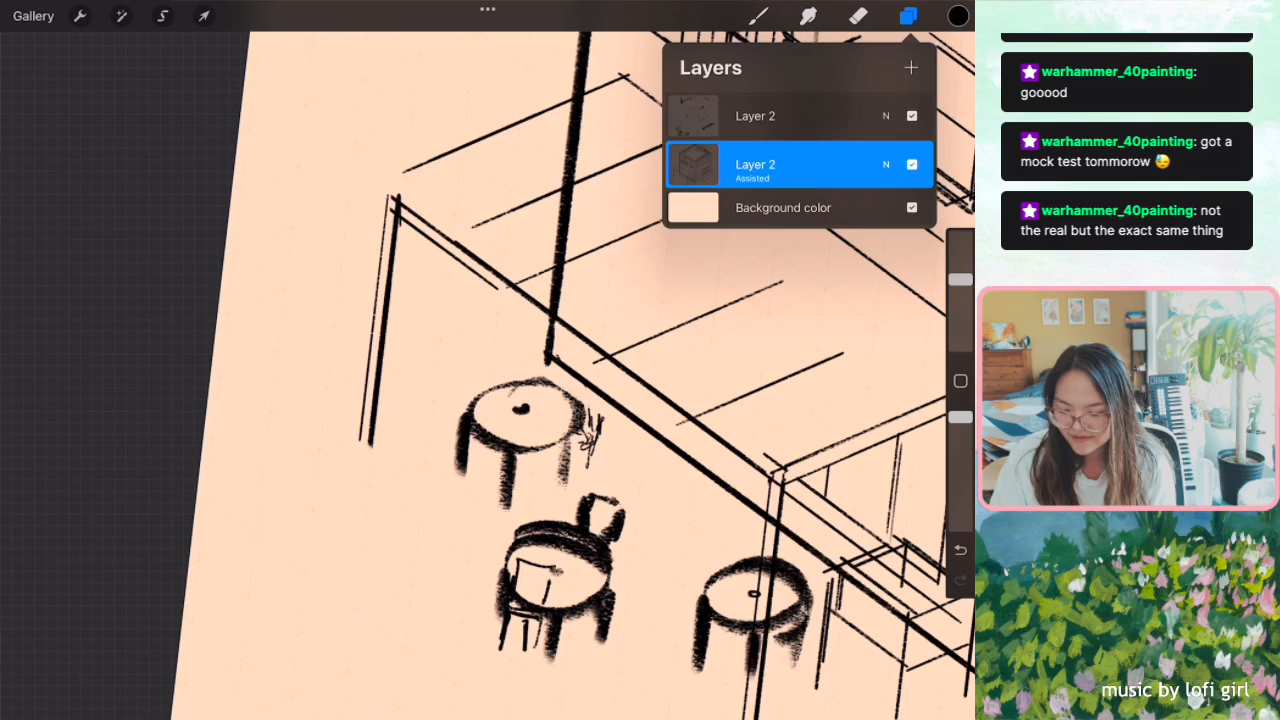 Gallery
Layers
Layer 2
N
Layer 2
Assisted
N
Background color
warhammer_40painting:
gooood
warhammer_40painting: got a
mock test tommorow 😓
warhammer_40painting: not
the real but the exact same thing
music by lofi girl